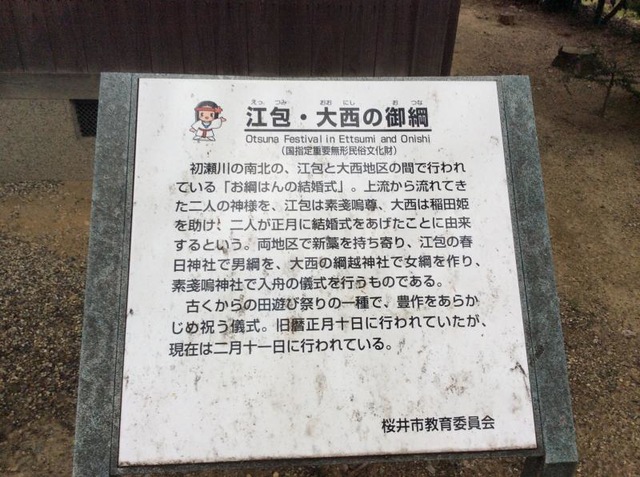 えっ つみ おお にし お つな
江包・大西の御綱
Otsuna Festival in Ettsumi and Onishi
(国指定重要無形民俗文化財)
初瀬川の南北の、江包と大西地区の間で行われ
ている「お綱はんの結婚式」。上流から流れてき
た二人の神様を、江包は素戔嗚尊、大西は稲田姫
を助け、二人が正月に結婚式をあげたことに由来
するという。両地区で新藁を持ち寄り、江包の春
日神社で男綱を、大西の綱越神社で女綱を作り、
素戔嗚神社で入舟の儀式を行うものである。
古くからの田遊び祭りの一種で、豊作をあらか
じめ祝う儀式。旧暦正月十日に行われていたが、
現在は二月十一日に行われている。
桜井市教育委員会